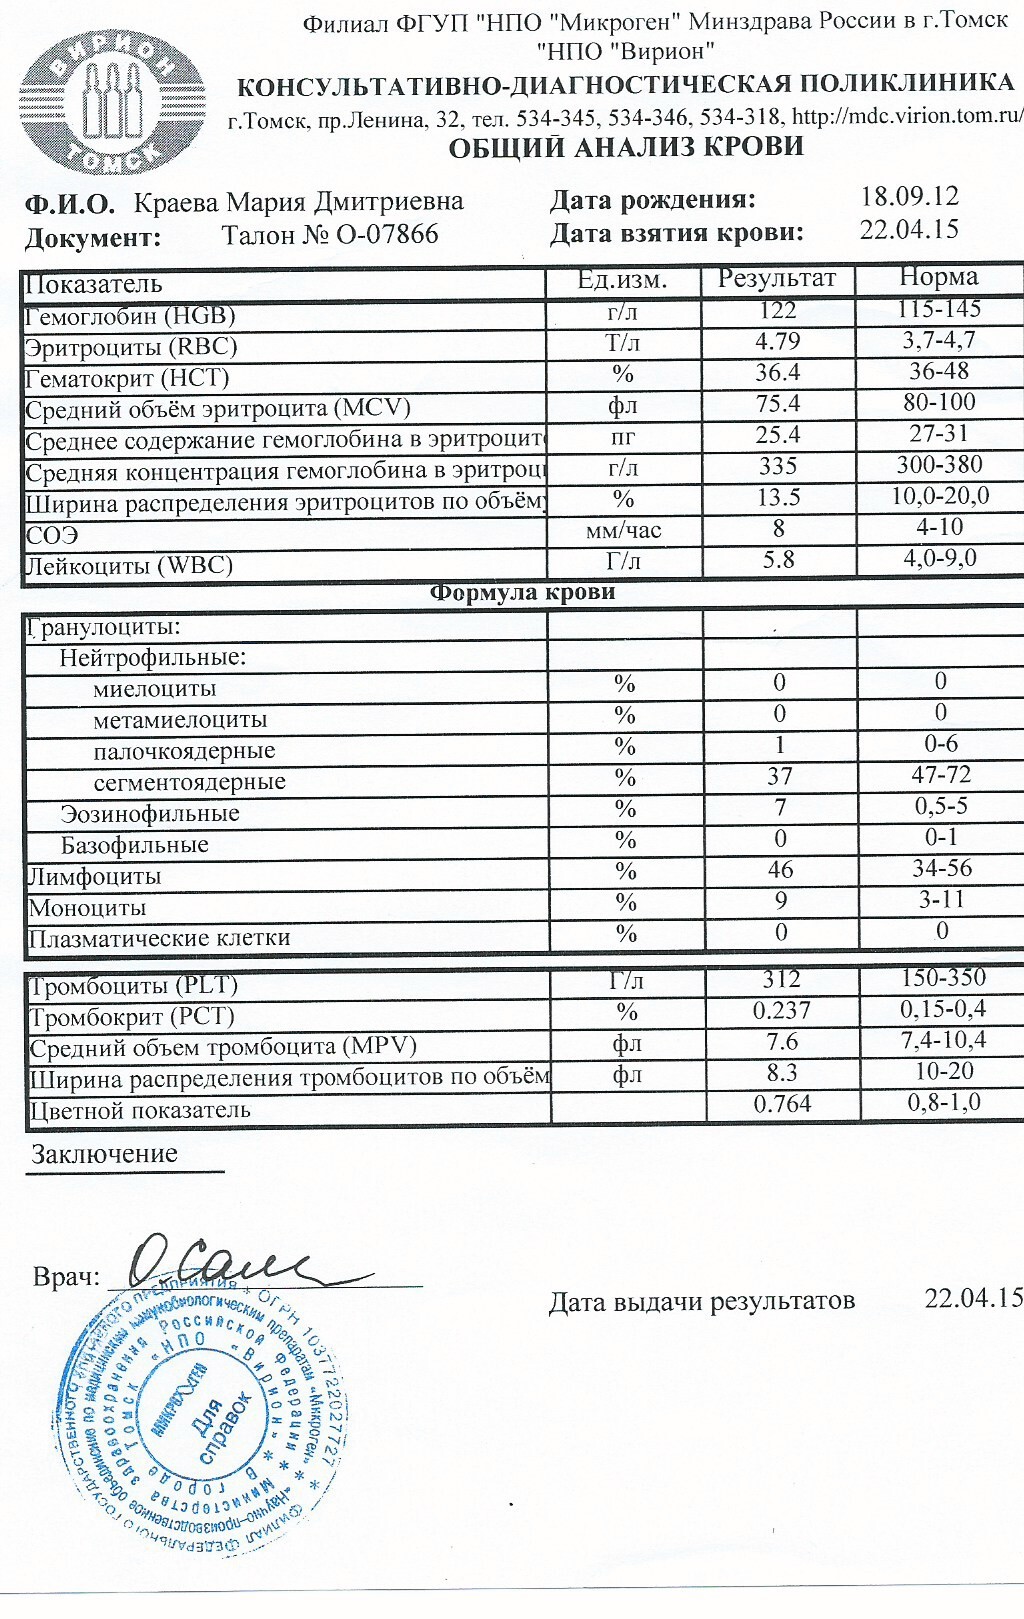 Филиал ФГУП "НПО "Микроген" Минздрава России в г.Томск
"НПО "Вирион"
КОНСУЛЬТАТИВНО-ДИАГНОСТИЧЕСКАЯ ПОЛИКЛИНИКА
г.Томск, пр.Ленина, 32, тел. 534-345, 534-346, 534-318, http://mdc.virion.tom.ru/
ВИРИОН
ТОМСК
ОБЩИЙ АНАЛИЗ КРОВИ
Ф.И.О. Краева Мария Дмитриевна Дата рождения: 18.09.12
Документ: Талон № О-07866 Дата взятия крови: 22.04.15
Показатель Ед.изм. Результат Норма
Гемоглобин (HGB) г/л 122 115-145
Эритроциты (RBC) Т/л 4.79 3,7-4,7
Гематокрит (HCT) % 36.4 36-48
Средний объём эритроцита (MCV) фл 75.4 80-100
Среднее содержание гемоглобина в эритроците пг 25.4 27-31
Средняя концентрация гемоглобина в эритроц г/л 335 300-380
Ширина распределения эритроцитов по объёму % 13.5 10,0-20,0
СОЭ мм/час 8 4-10
Лейкоциты (WBC) Г/л 5.8 4,0-9,0
Формула крови
Гранулоциты:
Нейтрофильные:
миелоциты % 0 0
метамиелоциты % 0 0
палочкоядерные % 1 0-6
сегментоядерные % 37 47-72
Эозинофильные % 7 0,5-5
Базофильные % 0 0-1
Лимфоциты % 46 34-56
Моноциты % 9 3-11
Плазматические клетки % 0 0
Тромбоциты (PLT) Г/л 312 150-350
Тромбокрит (PCT) % 0.237 0,15-0,4
Средний объем тромбоцита (MPV) фл 7.6 7,4-10,4
Ширина распределения тромбоцитов по объём фл 8.3 10-20
Цветной показатель 0.764 0,8-1,0
Заключение
Врач:
Дата выдачи результатов 22.04.15
ФИЛИАЛ ФЕДЕРАЛЬНОГО ГОСУДАРСТВЕННОГО УНИТАРНОГО ПРЕДПРИЯТИЯ * ОГРН 1037722027727 *
«Научно-производственное объединение по медицинским иммунобиологическим препаратам «Микроген» *
Министерства здравоохранения Российской Федерации *
В городе Томск «НПО «Вирион» *
МИКРОГЕН
Для
справок